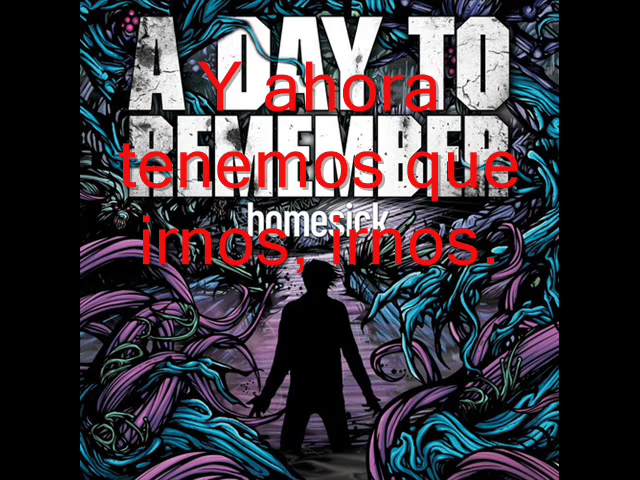 A DAY TO
Y ahora
REMEMBER
tenemos que
homesick
irnos, irnos.